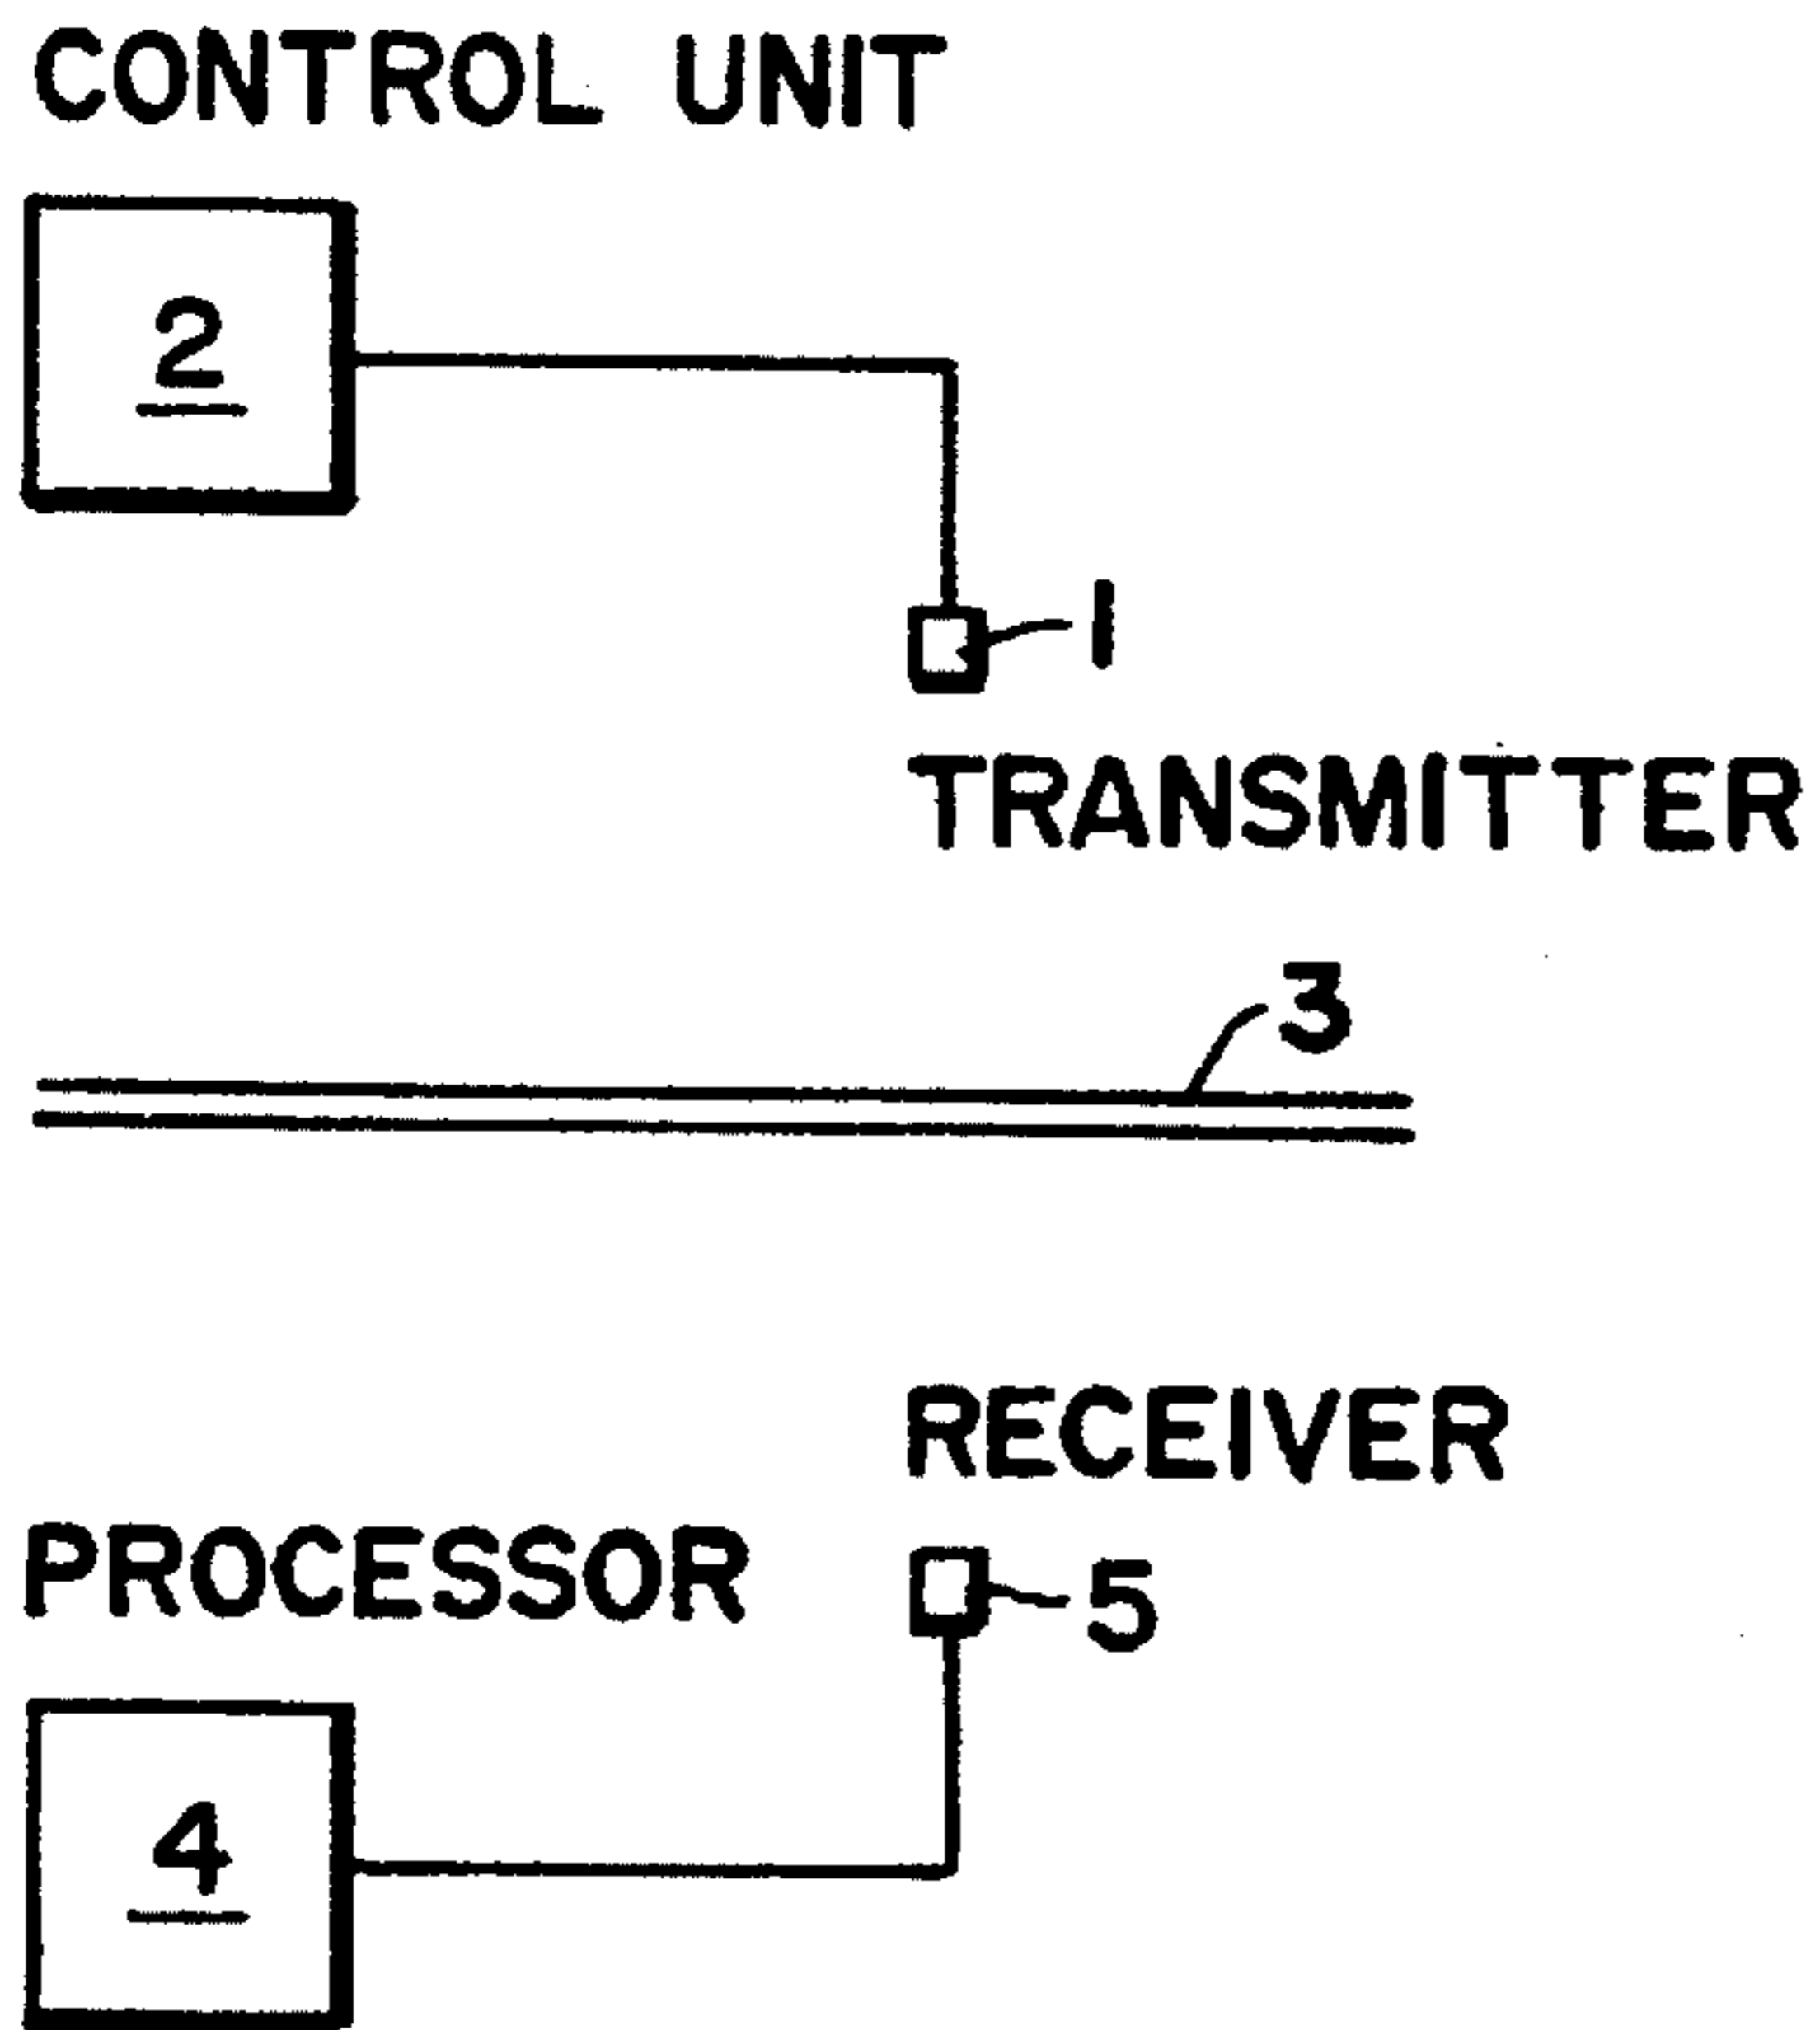 CONTROL UNIT
2
1
TRANSMITTER
3
RECEIVER
PROCESSOR
5
4